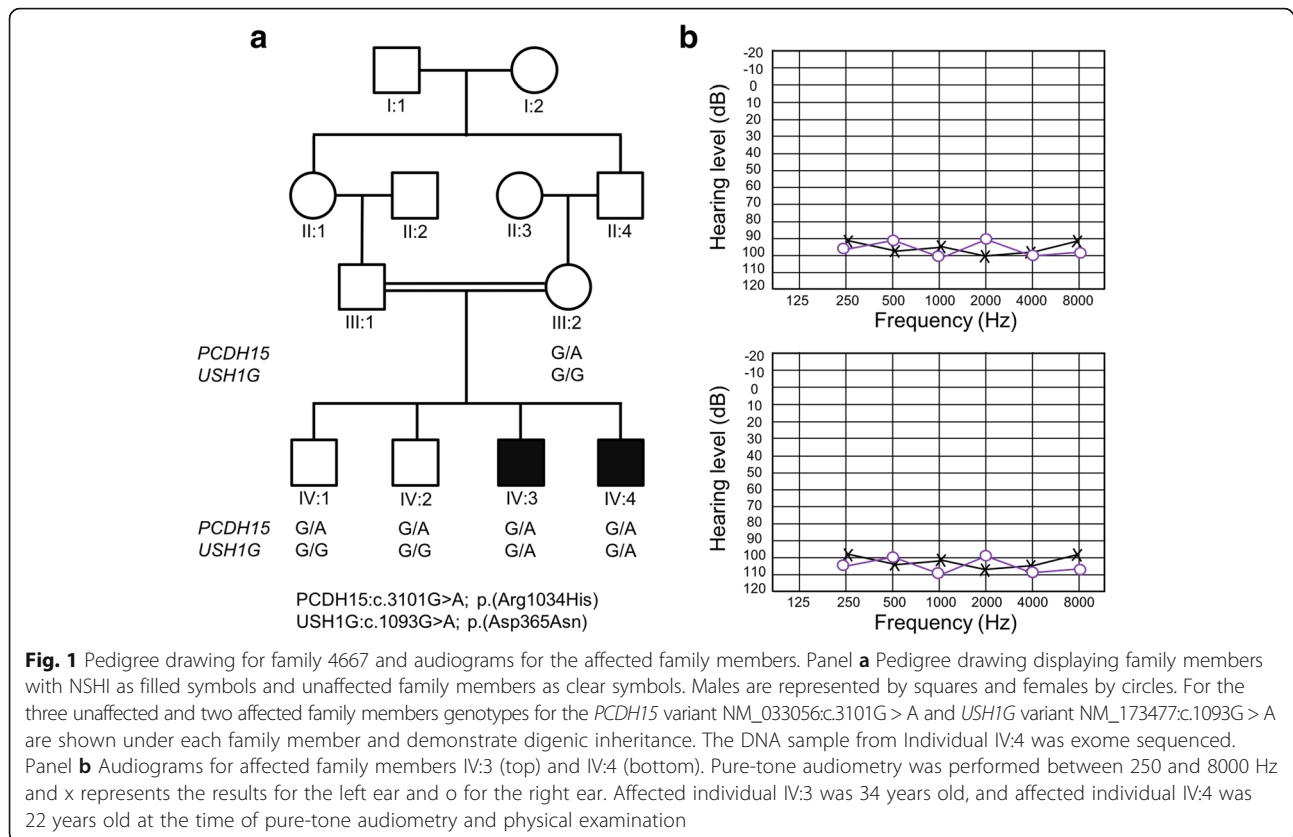 a
b
I:1
I:2
II:1
II:2
II:3
II:4
III:1
III:2
PCDH15 G/A
USH1G G/G
IV:1 IV:2 IV:3 IV:4
PCDH15 G/A G/A G/A G/A
USH1G G/G G/G G/A G/A
PCDH15:c.3101G>A; p.(Arg1034His)
USH1G:c.1093G>A; p.(Asp365Asn)
Hearing level (dB)
-20
-10
0
10
20
30
40
50
60
70
80
90
100
110
120
125 250 500 1000 2000 4000 8000
Frequency (Hz)
Hearing level (dB)
-20
-10
0
10
20
30
40
50
60
70
80
90
100
110
120
125 250 500 1000 2000 4000 8000
Frequency (Hz)
Fig. 1 Pedigree drawing for family 4667 and audiograms for the affected family members. Panel a Pedigree drawing displaying family members
with NSHI as filled symbols and unaffected family members as clear symbols. Males are represented by squares and females by circles. For the
three unaffected and two affected family members genotypes for the PCDH15 variant NM_033056:c.3101G > A and USH1G variant NM_173477:c.1093G > A
are shown under each family member and demonstrate digenic inheritance. The DNA sample from Individual IV:4 was exome sequenced.
Panel b Audiograms for affected family members IV:3 (top) and IV:4 (bottom). Pure-tone audiometry was performed between 250 and 8000 Hz
and x represents the results for the left ear and o for the right ear. Affected individual IV:3 was 34 years old, and affected individual IV:4 was
22 years old at the time of pure-tone audiometry and physical examination